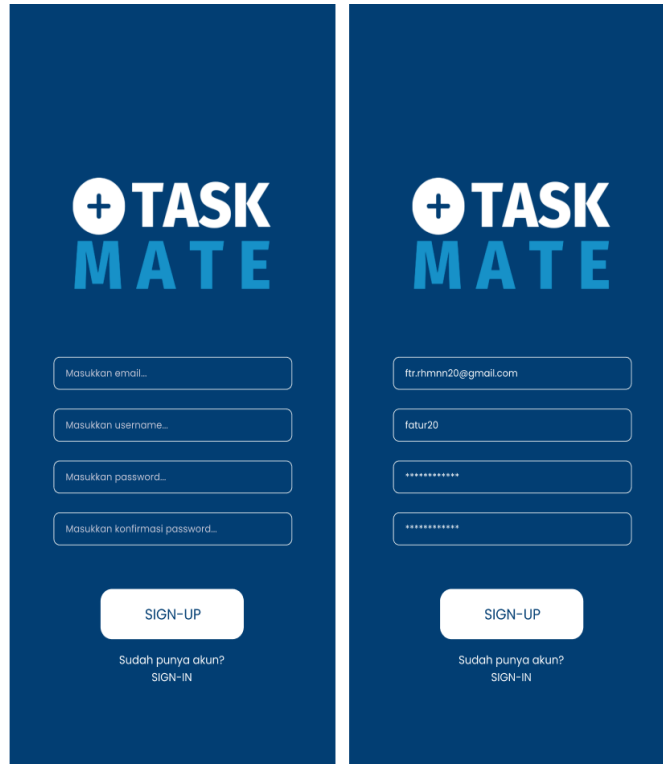 TASK
MATE
Masukkan email...
Masukkan username...
Masukkan password...
Masukkan konfirmasi password...
SIGN-UP
Sudah punya akun?
SIGN-IN
TASK
MATE
ftr.rhmnn20@gmail.com
fatur20
************
************
SIGN-UP
Sudah punya akun?
SIGN-IN